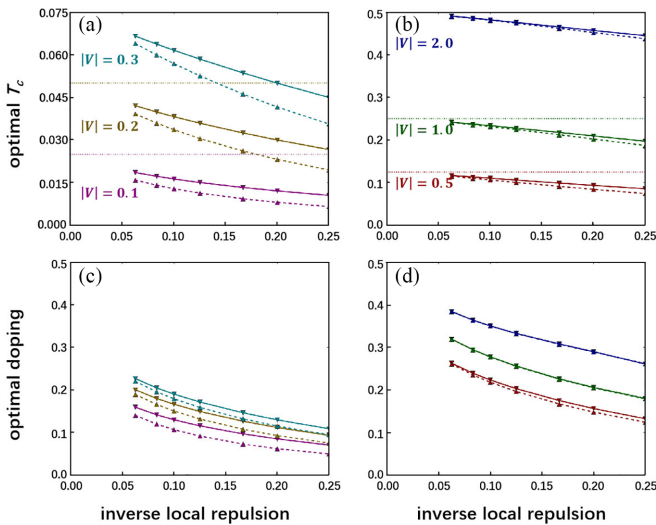 0.075
0.060
0.045
0.030
0.015
0.000
optimal Tc
(a)
|V| = 0.3
|V| = 0.2
|V| = 0.1
0.00 0.05 0.10 0.15 0.20 0.25
0.5
0.4
0.3
0.2
0.1
0.0
(b)
|V| = 2.0
|V| = 1.0
|V| = 0.5
0.00 0.05 0.10 0.15 0.20 0.25
0.5
0.4
0.3
0.2
0.1
0.0
optimal doping
(c)
0.00 0.05 0.10 0.15 0.20 0.25
inverse local repulsion
0.5
0.4
0.3
0.2
0.1
0.0
(d)
0.00 0.05 0.10 0.15 0.20 0.25
inverse local repulsion